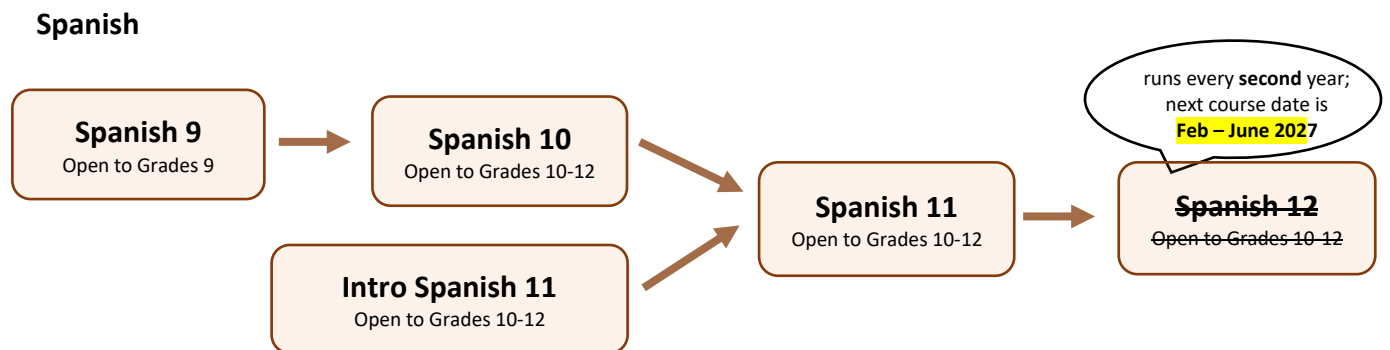 Spanish
runs every second year;
next course date is
Feb – June 2027
Spanish 9
Open to Grades 9
Spanish 10
Open to Grades 10-12
Intro Spanish 11
Open to Grades 10-12
Spanish 11
Open to Grades 10-12
Spanish 12
Open to Grades 10-12